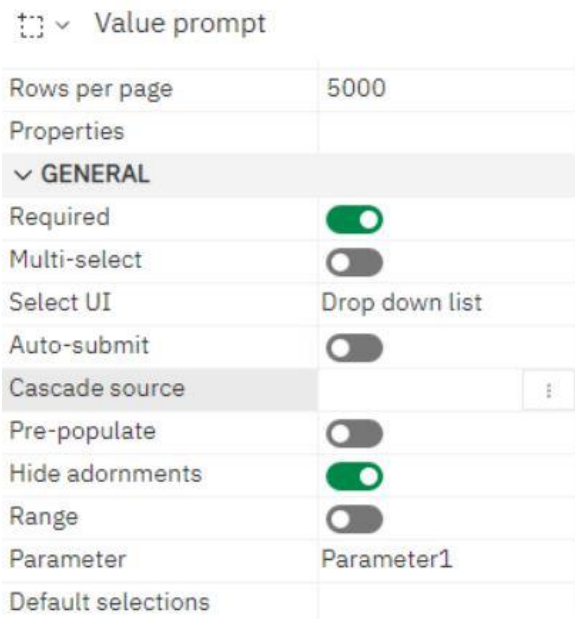 Value prompt
Rows per page 5000
Properties
GENERAL
Required
Multi-select
Select UI Drop down list
Auto-submit
Cascade source
Pre-populate
Hide adornments
Range
Parameter Parameter1
Default selections